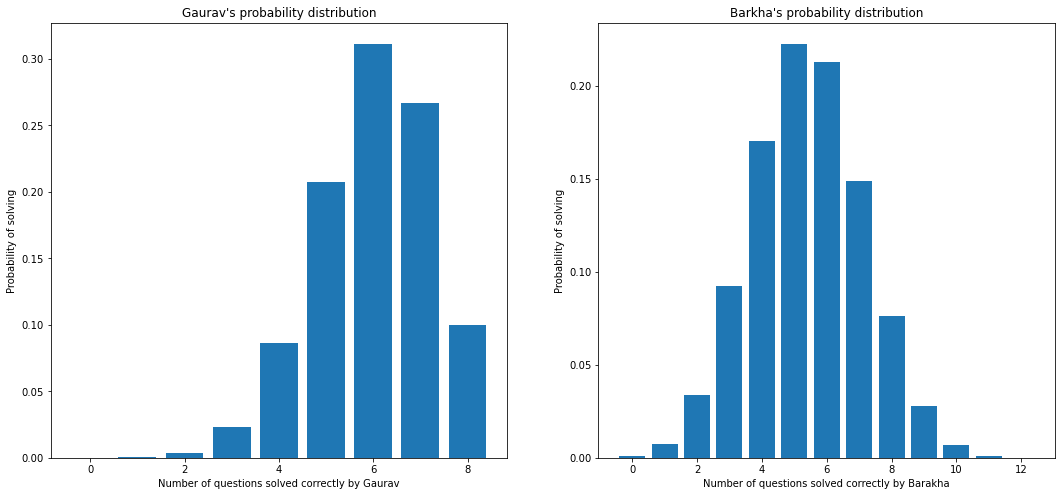 Gaurav's probability distribution
0.30
0.25
0.20
0.15
0.10
0.05
0.00
Probability of solving
0 2 4 6 8
Number of questions solved correctly by Gaurav
Barkha's probability distribution
0.20
0.15
0.10
0.05
0.00
Probability of solving
0 2 4 6 8 10 12
Number of questions solved correctly by Barakha